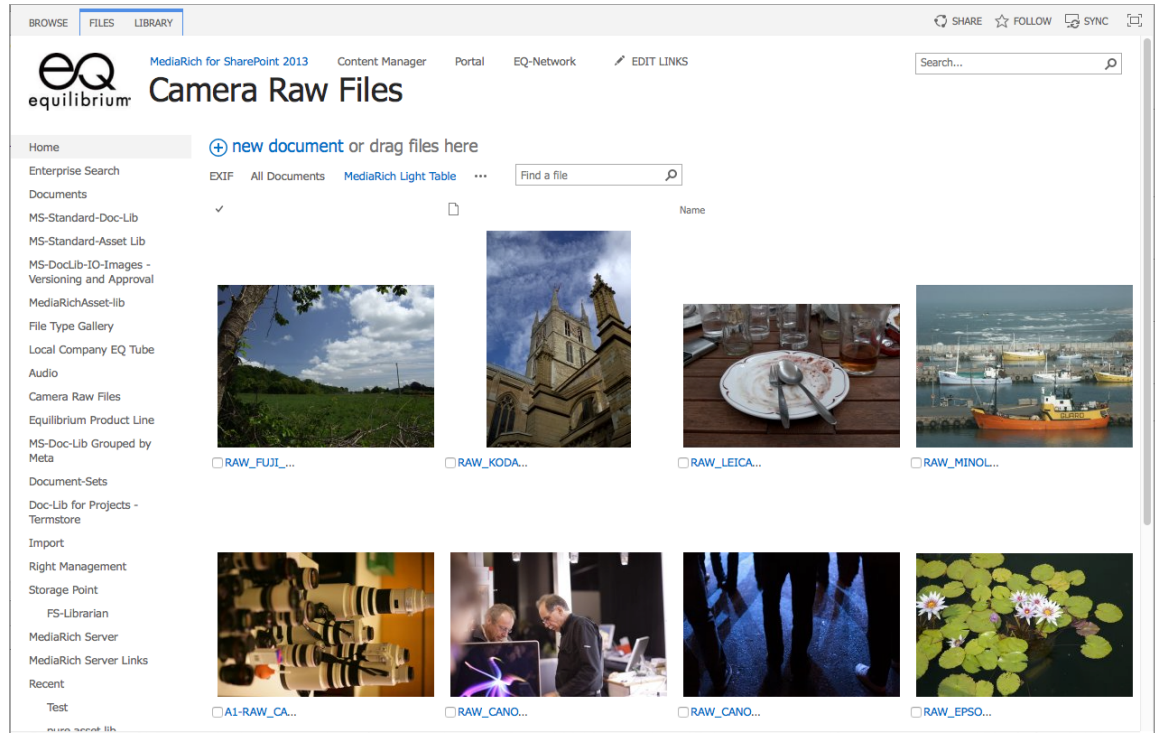 BROWSE FILES LIBRARY
SHARE FOLLOW SYNC
eQ
equilibrium
MediaRich for SharePoint 2013 Content Manager Portal EQ-Network EDIT LINKS
Search...
Camera Raw Files
Home
Enterprise Search
Documents
MS-Standard-Doc-Lib
MS-Standard-Asset Lib
MS-DocLib-IO-Images -
Versioning and Approval
MediaRichAsset-lib
File Type Gallery
Local Company EQ Tube
Audio
Camera Raw Files
Equilibrium Product Line
MS-Doc-Lib Grouped by
Meta
Document-Sets
Doc-Lib for Projects -
Termstore
Import
Right Management
Storage Point
FS-Librarian
MediaRich Server
MediaRich Server Links
Recent
Test
pure asset lib
new document or drag files here
EXIF All Documents MediaRich Light Table ... Find a file
Name
GUARD
RAW_FUJI_... RAW_KODA... RAW_LEICA... RAW_MINOL...
A1-RAW_CA... RAW_CANO... RAW_CANO... RAW_EPSO...